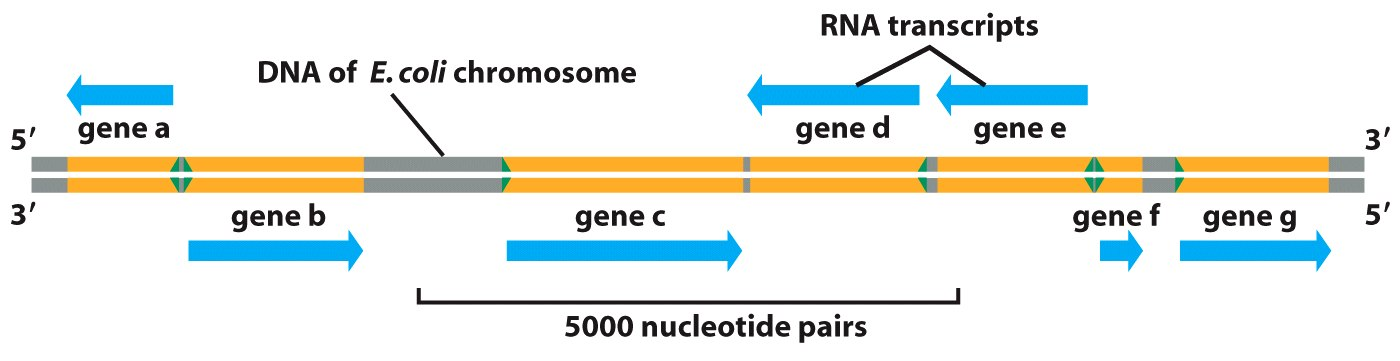 RNA transcripts
DNA of E. coli chromosome
gene a
gene d
gene e
5′
3′
3′
5′
gene b
gene c
gene f
gene g
5000 nucleotide pairs